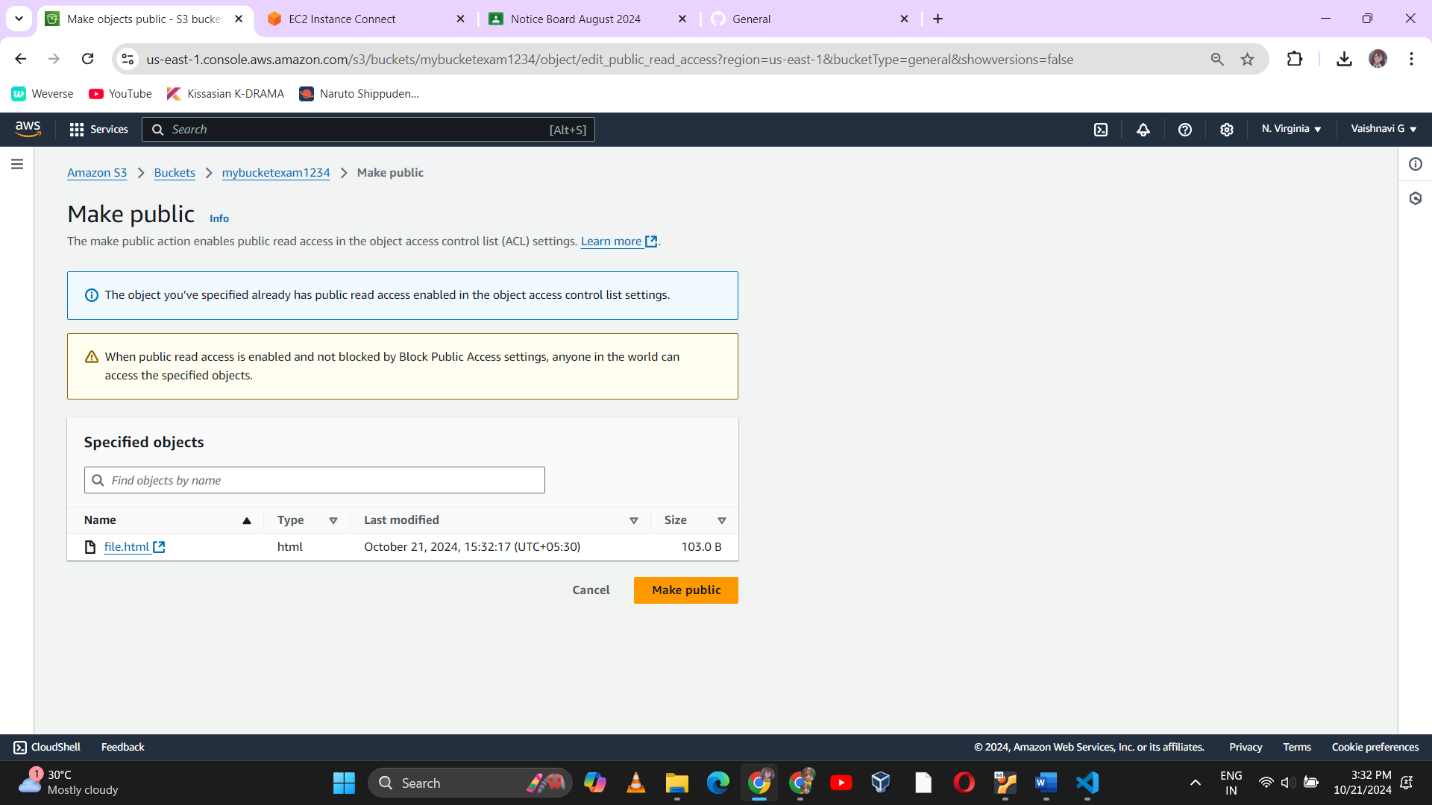 Make objects public - S3 bucke
EC2 Instance Connect
Notice Board August 2024
General
us-east-1.console.aws.amazon.com/s3/buckets/mybucketexam1234/object/edit_public_read_access?region=us-east-1&bucketType=general&showversions=false
Weverse
YouTube
Kissasian K-DRAMA
Naruto Shippuden...
aws
Services
Search
[Alt+S]
N. Virginia
Vaishnavi G
Amazon S3
Buckets
mybucketexam1234
Make public
Make public
Info
The make public action enables public read access in the object access control list (ACL) settings. Learn more.
The object you've specified already has public read access enabled in the object access control list settings.
When public read access is enabled and not blocked by Block Public Access settings, anyone in the world can
access the specified objects.
Specified objects
Find objects by name
Name
Type
Last modified
Size
file.html
html
October 21, 2024, 15:32:17 (UTC+05:30)
103.0 B
Cancel
Make public
CloudShell
Feedback
© 2024, Amazon Web Services, Inc. or its affiliates.
Privacy
Terms
Cookie preferences
1
30°C
Mostly cloudy
Search
ENG
IN
3:32 PM
10/21/2024